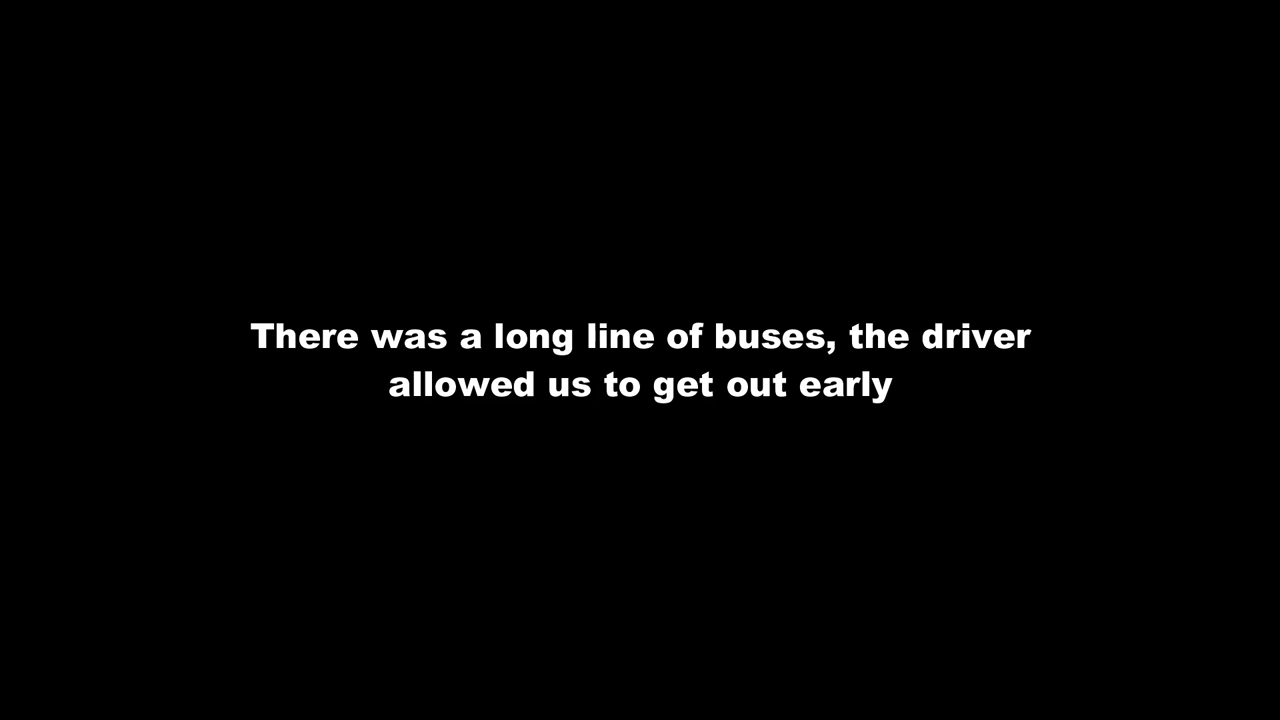 There was a long line of buses, the driver
allowed us to get out early